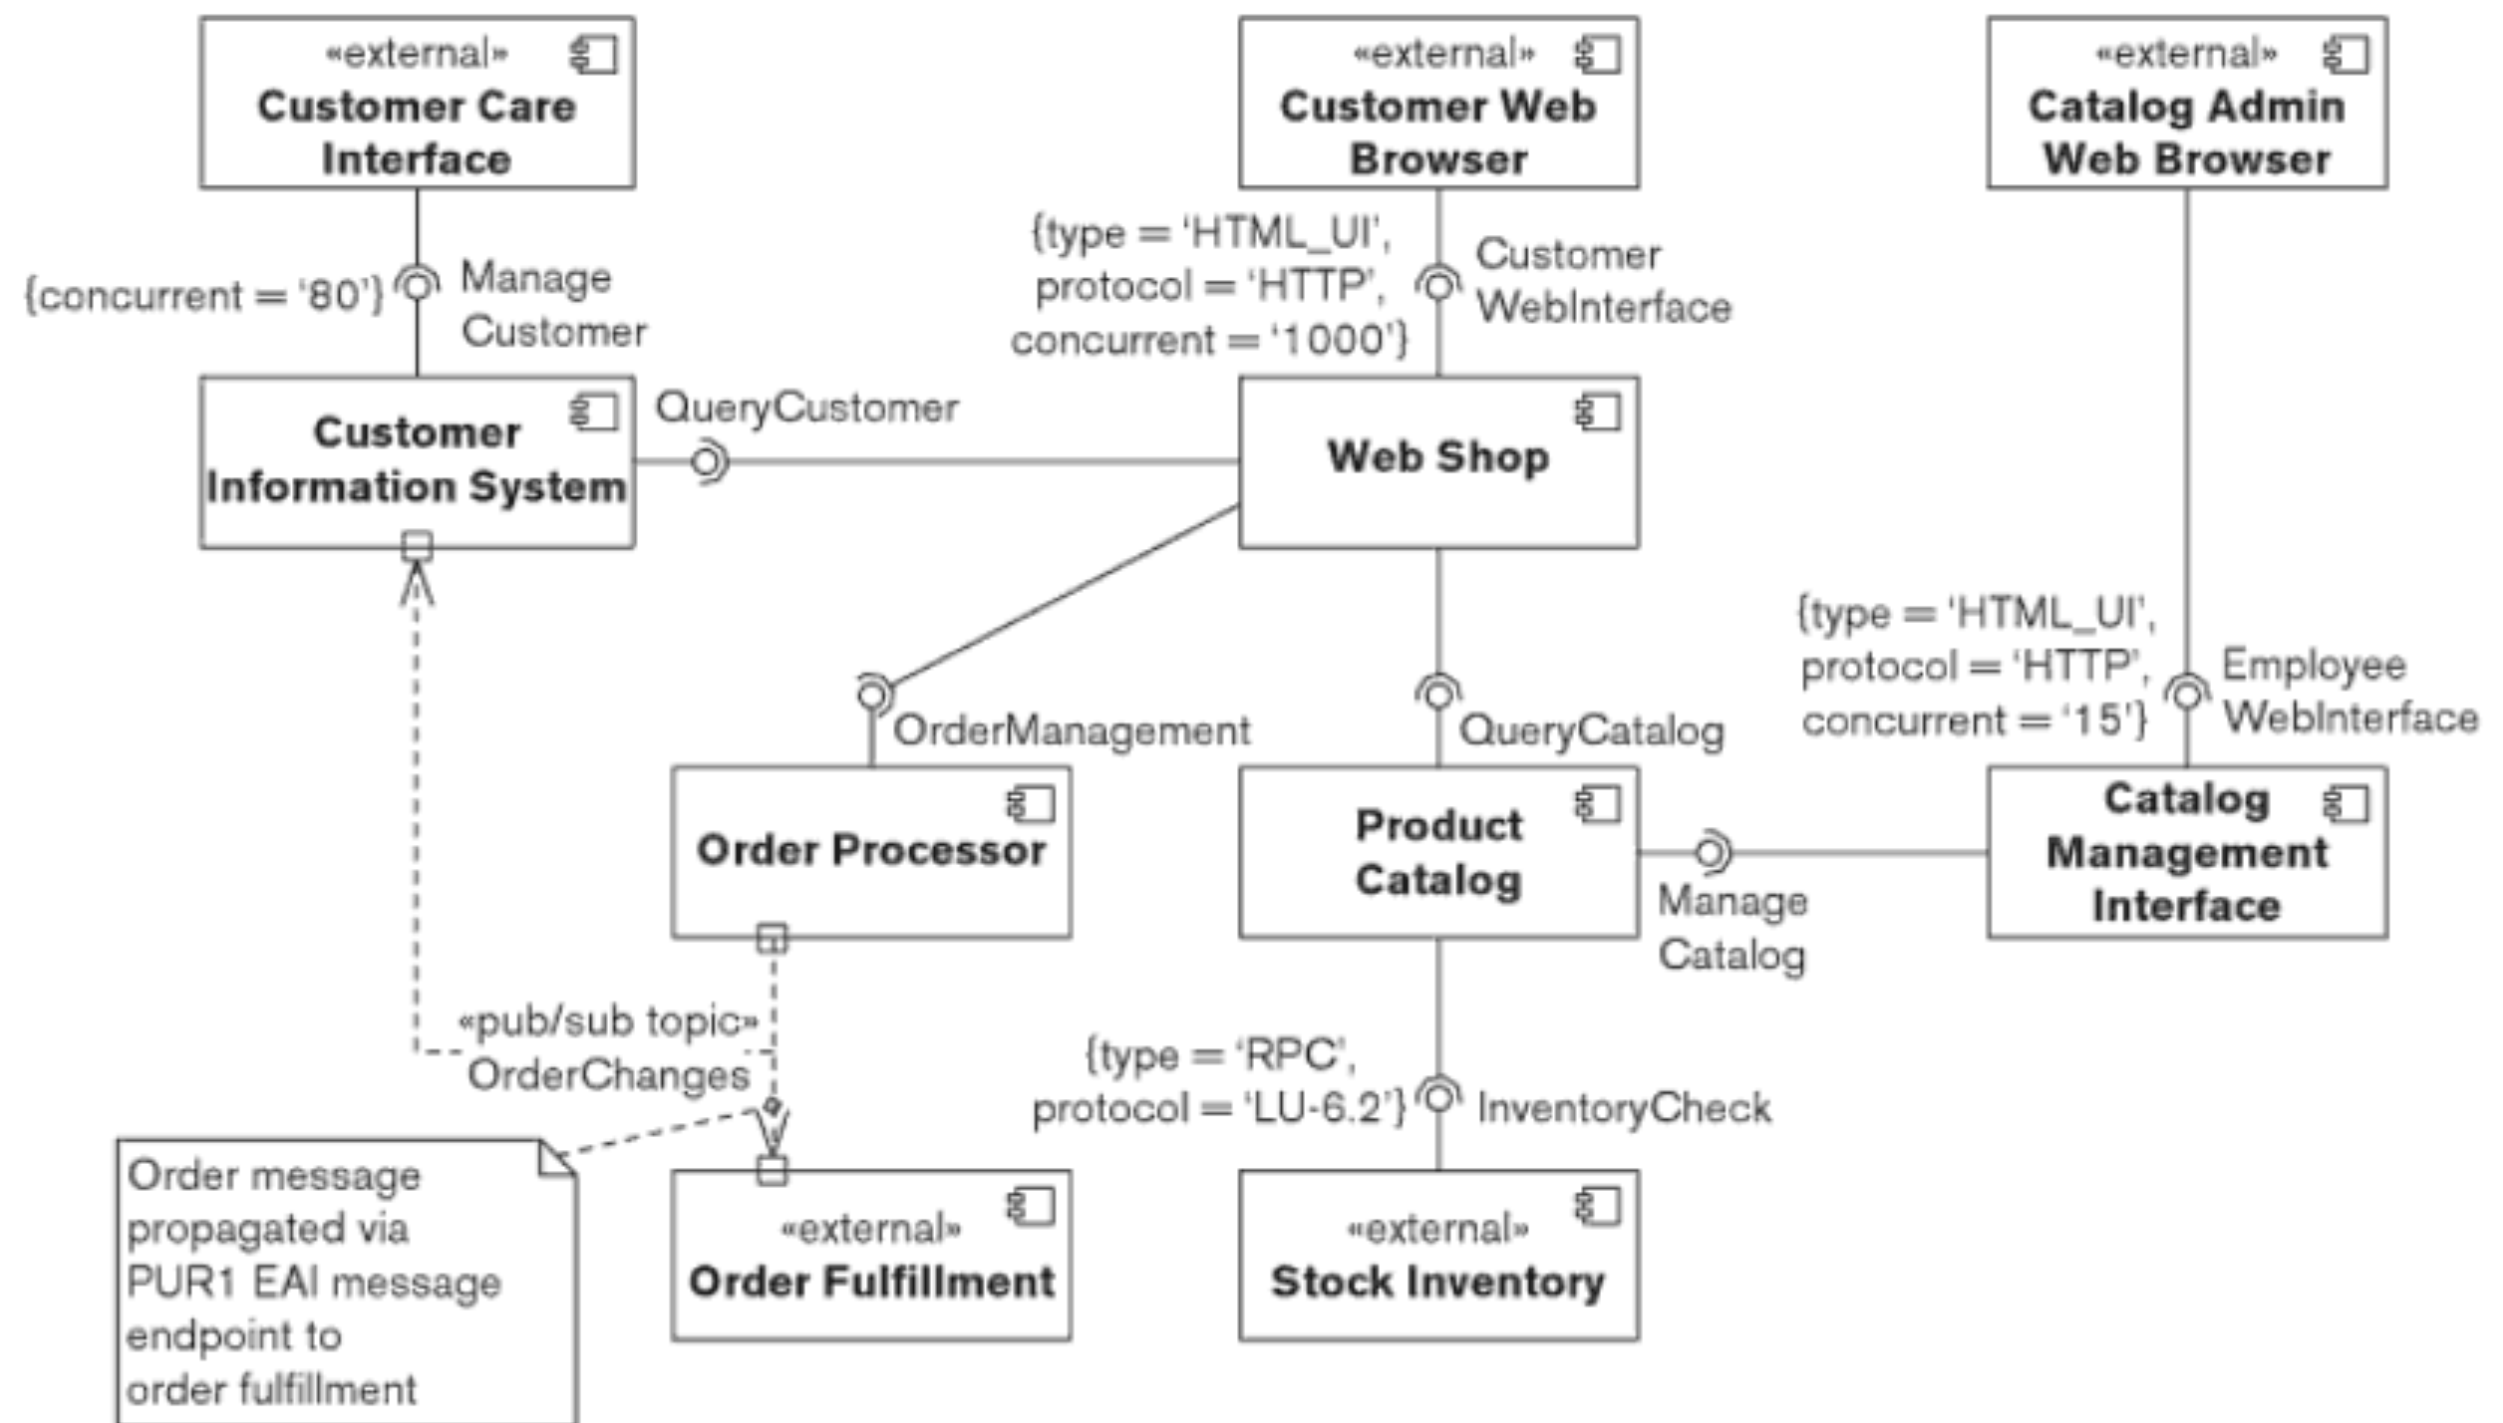 «external»
Customer Care
Interface
«external»
Customer Web
Browser
«external»
Catalog Admin
Web Browser
{concurrent = ‘80’}
Manage
Customer
{type = ‘HTML_UI’,
protocol = ‘HTTP’,
concurrent = ‘1000’}
Customer
WebInterface
Customer
Information System
QueryCustomer
Web Shop
{type = ‘HTML_UI’,
protocol = ‘HTTP’,
concurrent = ‘15’}
Employee
WebInterface
OrderManagement
QueryCatalog
Order Processor
Product
Catalog
Manage
Catalog
Catalog
Management
Interface
«pub/sub topic»
OrderChanges
{type = ‘RPC’,
protocol = ‘LU-6.2’}
InventoryCheck
Order message
propagated via
PUR1 EAI message
endpoint to
order fulfillment
«external»
Order Fulfillment
«external»
Stock Inventory